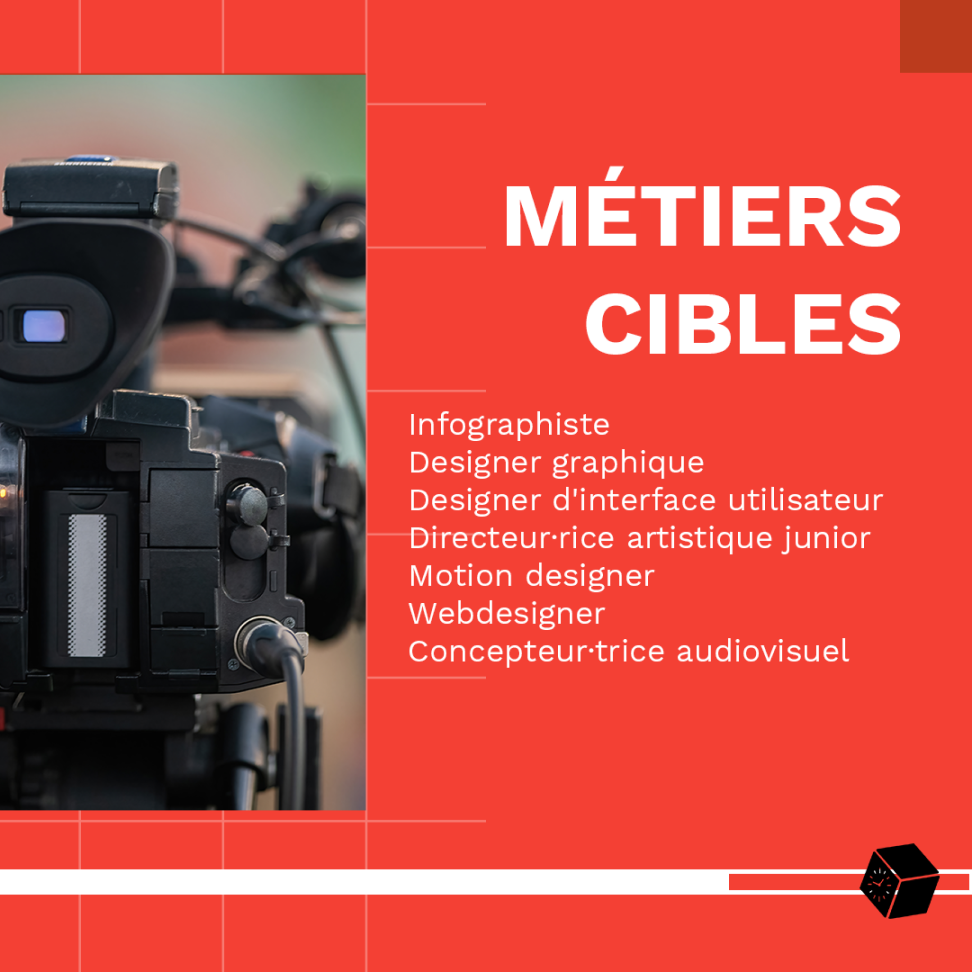 MÉTIERS
CIBLES
Infographiste
Designer graphique
Designer d'interface utilisateur
Directeur·rice artistique junior
Motion designer
Webdesigner
Concepteur·trice audiovisuel